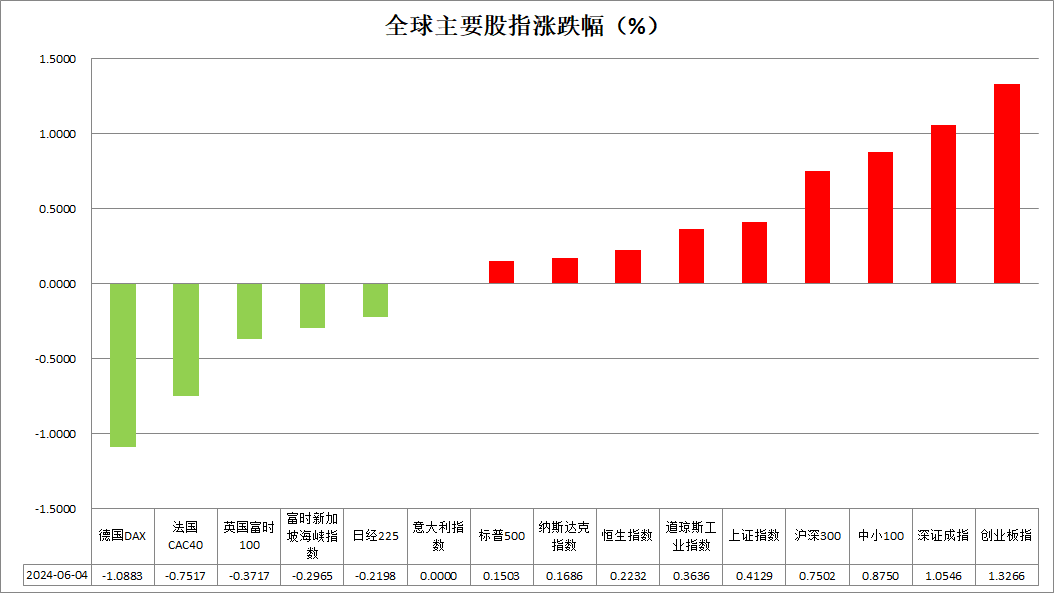 全球主要股指涨跌幅（%）
1.5000
1.0000
0.5000
0.0000
-0.5000
-1.0000
-1.5000
德国DAX
法国
CAC40
英国富时
100
富时新加
坡海峡指
数
日经225
意大利指
数
标普500
纳斯达克
指数
恒生指数
道琼斯工
业指数
上证指数
沪深300
中小100
深证成指
创业板指
2024-06-04 -1.0883 -0.7517 -0.3717 -0.2965 -0.2198 0.0000 0.1503 0.1686 0.2232 0.3636 0.4129 0.7502 0.8750 1.0546 1.3266